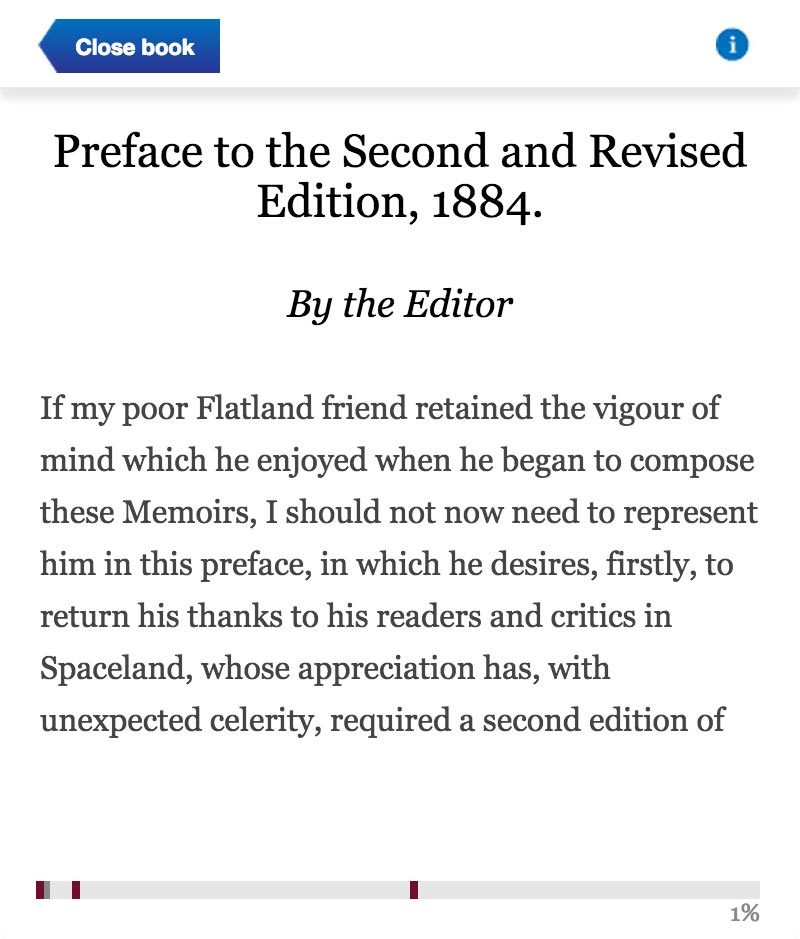 Close book
i
Preface to the Second and Revised
Edition, 1884.
By the Editor
If my poor Flatland friend retained the vigour of
mind which he enjoyed when he began to compose
these Memoirs, I should not now need to represent
him in this preface, in which he desires, firstly, to
return his thanks to his readers and critics in
Spaceland, whose appreciation has, with
unexpected celerity, required a second edition of
1%